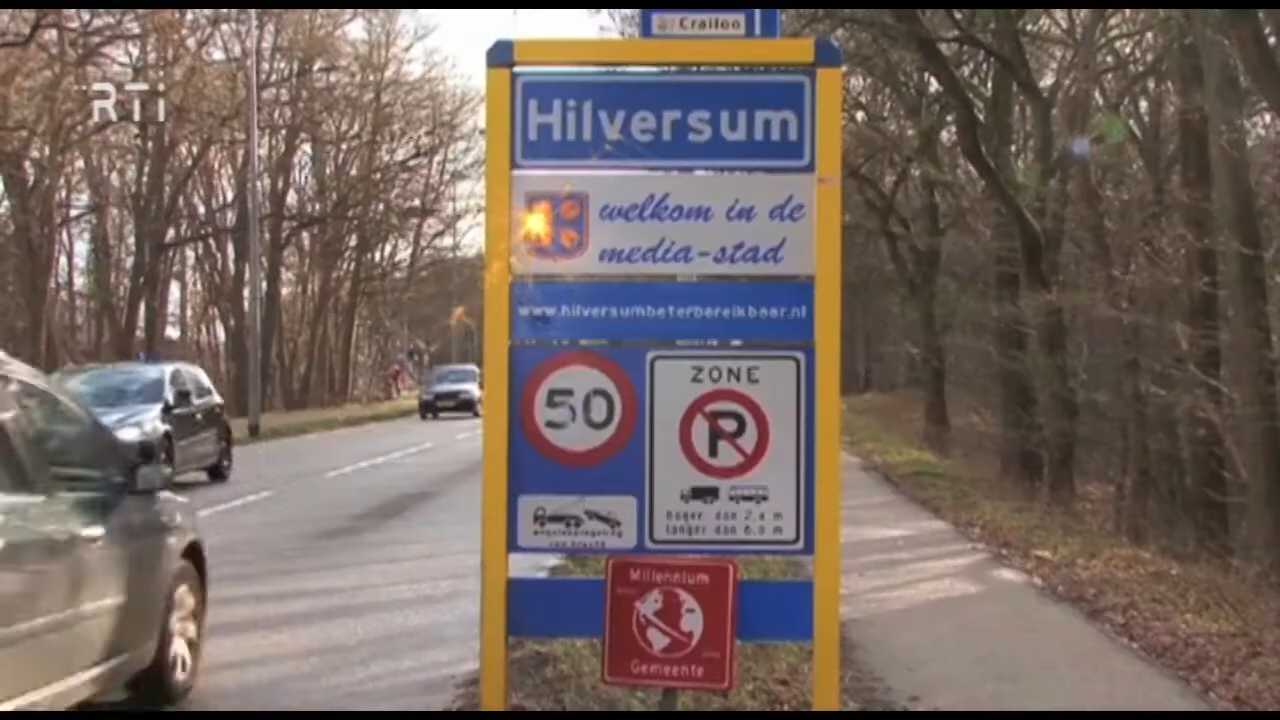 Crailoo
RTi
Hilversum
welkom in de
media-stad
www.hilversumbeterbereikbaar.nl
50
ZONE
P
hoger dan 2.4 m
langer dan 6.0 m
Millennium
Gemeente